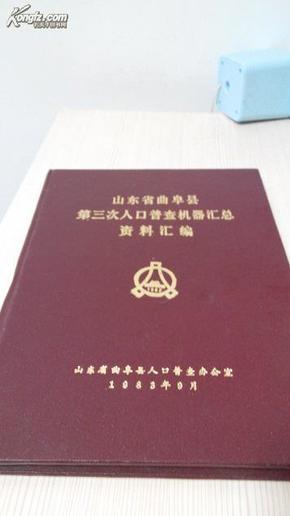 Kongfz.com
山东省曲阜县
第三次人口普查机器汇总
资料汇编
1982
山东省曲阜县人口普查办公室
1983年9月